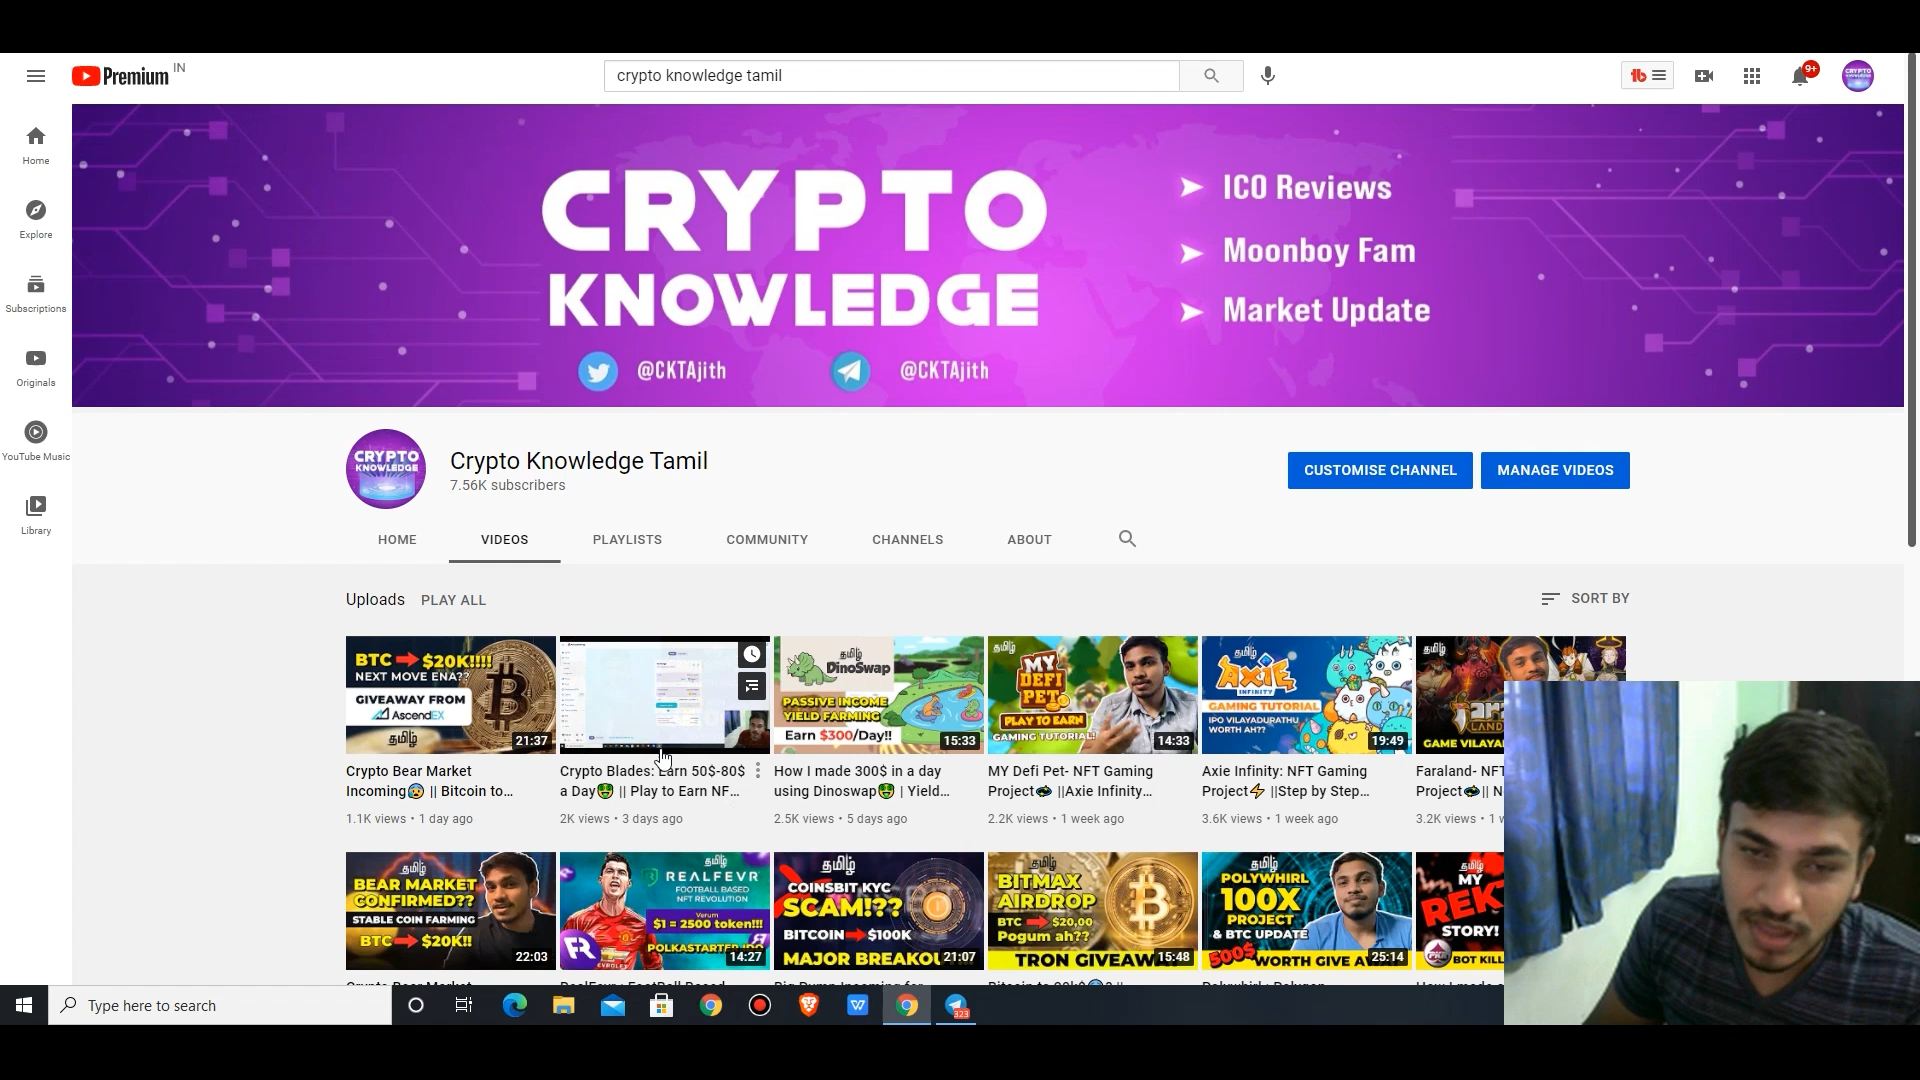 Premium IN
crypto knowledge tamil
9+
Home
Explore
Subscriptions
Originals
YouTube Music
Library
CRYPTO
KNOWLEDGE
@CKTAjith
@CKTAjith
ICO Reviews
Moonboy Fam
Market Update
CRYPTO
KNOWLEDGE
Crypto Knowledge Tamil
7.56K subscribers
CUSTOMISE CHANNEL
MANAGE VIDEOS
HOME
VIDEOS
PLAYLISTS
COMMUNITY
CHANNELS
ABOUT
Uploads
PLAY ALL
SORT BY
BTC ➞ $20K!!!!
NEXT MOVE ENA??
GIVEAWAY FROM
AscendEX
தமிழ்
21:37
Crypto Bear Market
Incoming😰 || Bitcoin to...
1.1K views • 1 day ago
Crypto Blades: Earn 50$-80$
a Day🤑 || Play to Earn NF...
2K views • 3 days ago
தமிழ்
DinoSwap
PASSIVE INCOME
YIELD FARMING
Earn $300/Day!!
15:33
How I made 300$ in a day
using Dinoswap🤑 | Yield...
2.5K views • 5 days ago
தமிழ்
MY
DEFI
PET
PLAY TO EARN
GAMING TUTORIAL!
14:33
MY Defi Pet- NFT Gaming
Project ||Axie Infinity...
2.2K views • 1 week ago
தமிழ்
AXIE
INFINITY
GAMING TUTORIAL
IPO VILAYADURATHU
WORTH AH??
19:49
Axie Infinity: NFT Gaming
Project⚡ ||Step by Step...
3.6K views • 1 week ago
தமிழ்
LAND
GAME VILAYA
Faraland- NFT
Project || N
3.2K views • 1 w
தமிழ்
BEAR MARKET
CONFIRMED??
STABLE COIN FARMING
BTC ➞ $20K!!
22:03
தமிழ்
REALFEVR
FOOTBALL BASED
NFT REVOLUTION
Verum
$1 = 2500 token!!!
POLKASTARTER IDO
14:27
தமிழ்
COINSBIT KYC
SCAM!??
BITCOIN ➞ $100K
MAJOR BREAKOU
21:07
தமிழ்
BITMAX
AIRDROP
BTC ➞ $20,00
Pogum ah??
TRON GIVEAWA
15:48
தமிழ்
POLYWHIRL
100X
PROJECT
& BTC UPDATE
500$ WORTH GIVE A
25:14
தமிழ்
MY
REK
STORY!
BOT KILL
Type here to search
323